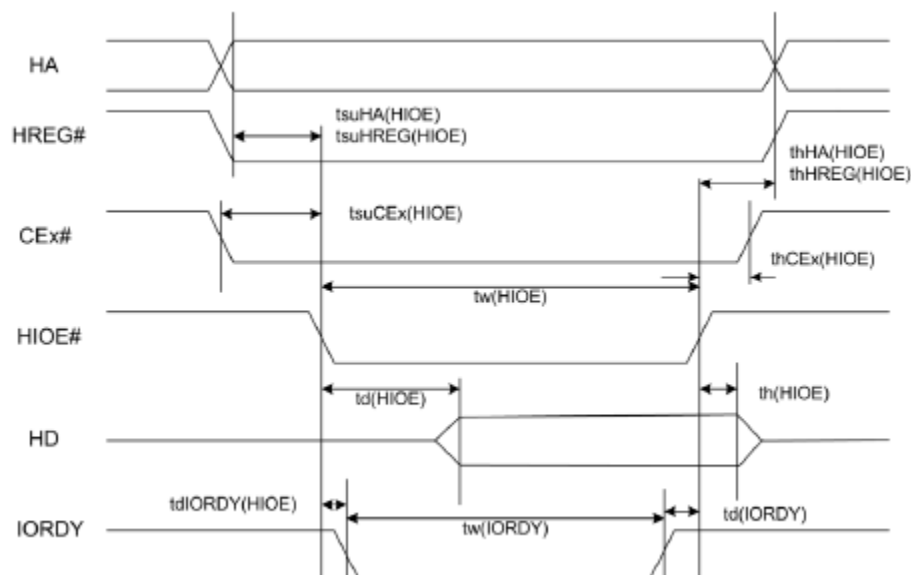 HA
tsuHA(HIOE)
HREG#
tsuHREG(HIOE)
thHA(HIOE)
thHREG(HIOE)
tsuCEx(HIOE)
CEx#
thCEx(HIOE)
tw(HIOE)
HIOE#
td(HIOE)
th(HIOE)
HD
tdIORDY(HIOE)
td(IORDY)
IORDY
tw(IORDY)